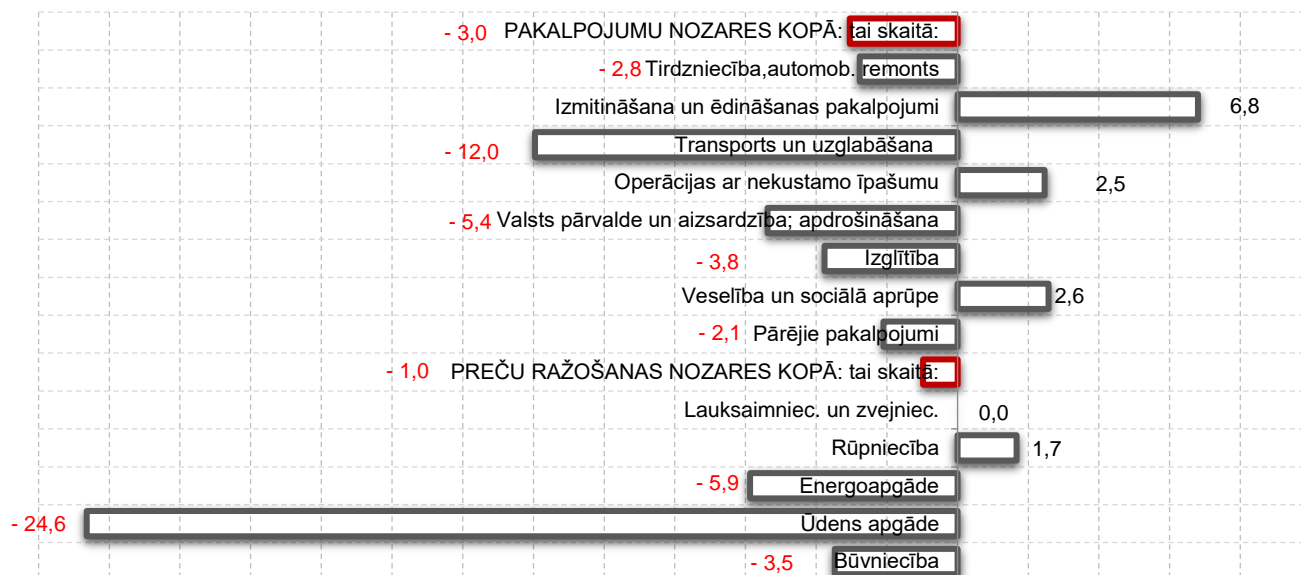 - 3,0 PAKALPOJUMU NOZARES KOPĀ: tai skaitā:
- 2,8 Tirdzniecība,automob. remonts
Izmitināšana un ēdināšanas pakalpojumi 6,8
- 12,0 Transports un uzglabāšana
Operācijas ar nekustamo īpašumu 2,5
- 5,4 Valsts pārvalde un aizsardzība; apdrošināšana
- 3,8 Izglītība
Veselība un sociālā aprūpe 2,6
- 2,1 Pārējie pakalpojumi
- 1,0 PREČU RAŽOŠANAS NOZARES KOPĀ: tai skaitā:
Lauksaimniec. un zvejniec. 0,0
Rūpniecība 1,7
- 5,9 Energoapgāde
- 24,6 Ūdens apgāde
- 3,5 Būvniecība